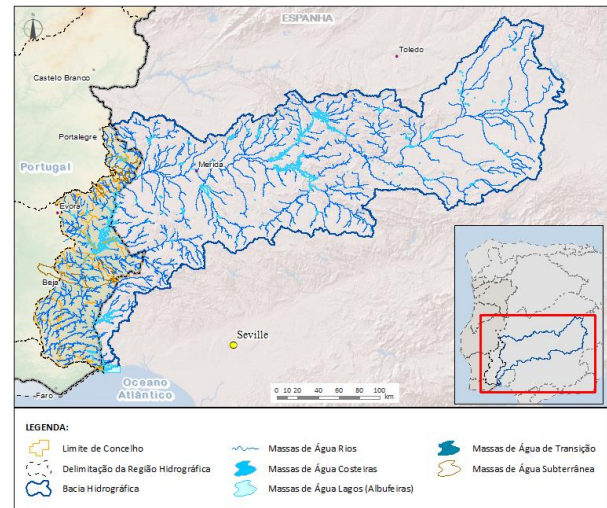 ESPANHA
Toledo
Castelo Branco
Portalegre
Portugal
Merida
Evora
Beja
Seville
Oceano
Atlântico
Faro
0 10 20 40 60 80 100
km
LEGENDA:
Limite de Concelho
Massas de Água Rios
Massas de Água de Transição
Delimitação da Região Hidrográfica
Massas de Água Costeiras
Massas de Água Subterrânea
Bacia Hidrográfica
Massas de Água Lagos (Albufeiras)